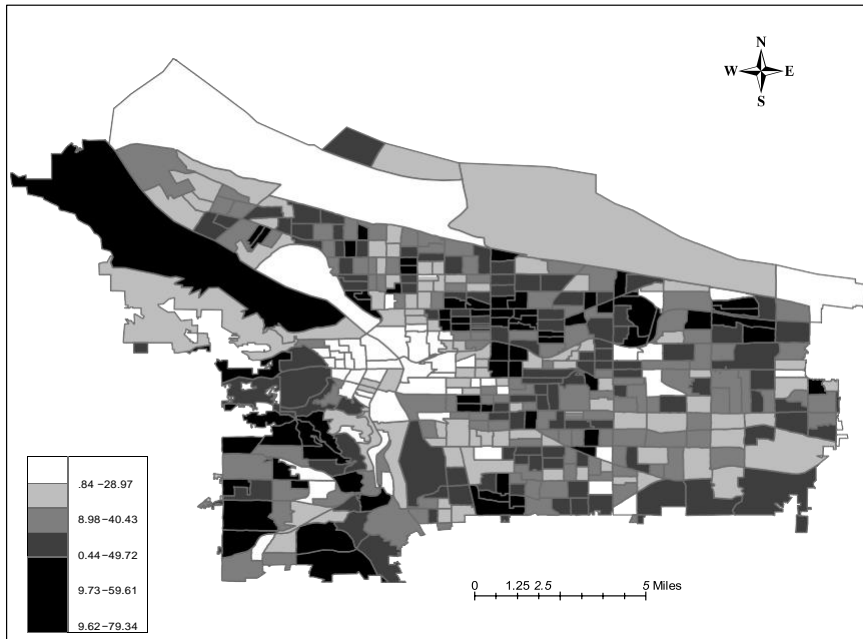 N
W E
S
.84 –28.97
8.98 –40.43
0.44 –49.72
9.73 –59.61
9.62 –79.34
0 1.25 2.5 5 Miles